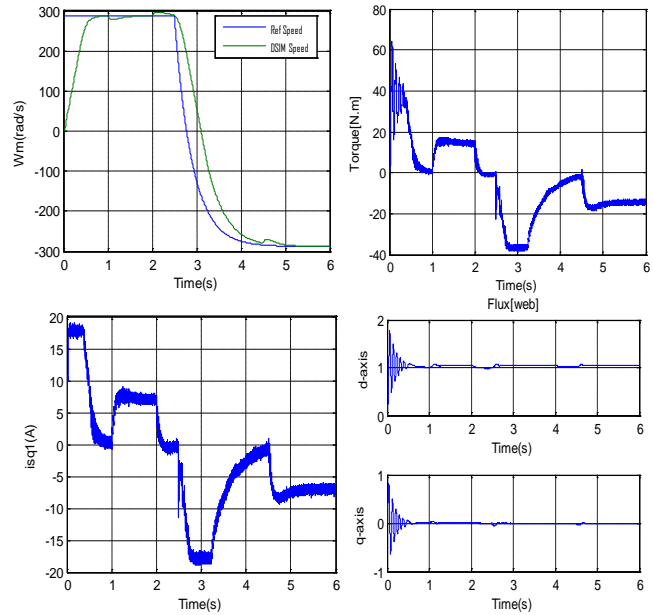 300
200
100
0
-100
-200
-300
Wm(rad/s)
0 1 2 3 4 5 6
Time(s)
Ref Speed
DSIM Speed
80
60
40
20
0
-20
-40
Torque[N.m]
0 1 2 3 4 5 6
Time(s)
20
15
10
5
0
-5
-10
-15
-20
isq1(A)
0 1 2 3 4 5 6
Time(s)
Flux[web]
2
1
0
d-axis
0 1 2 3 4 5 6
Time(s)
1
0
-1
q-axis
0 1 2 3 4 5 6
Time(s)